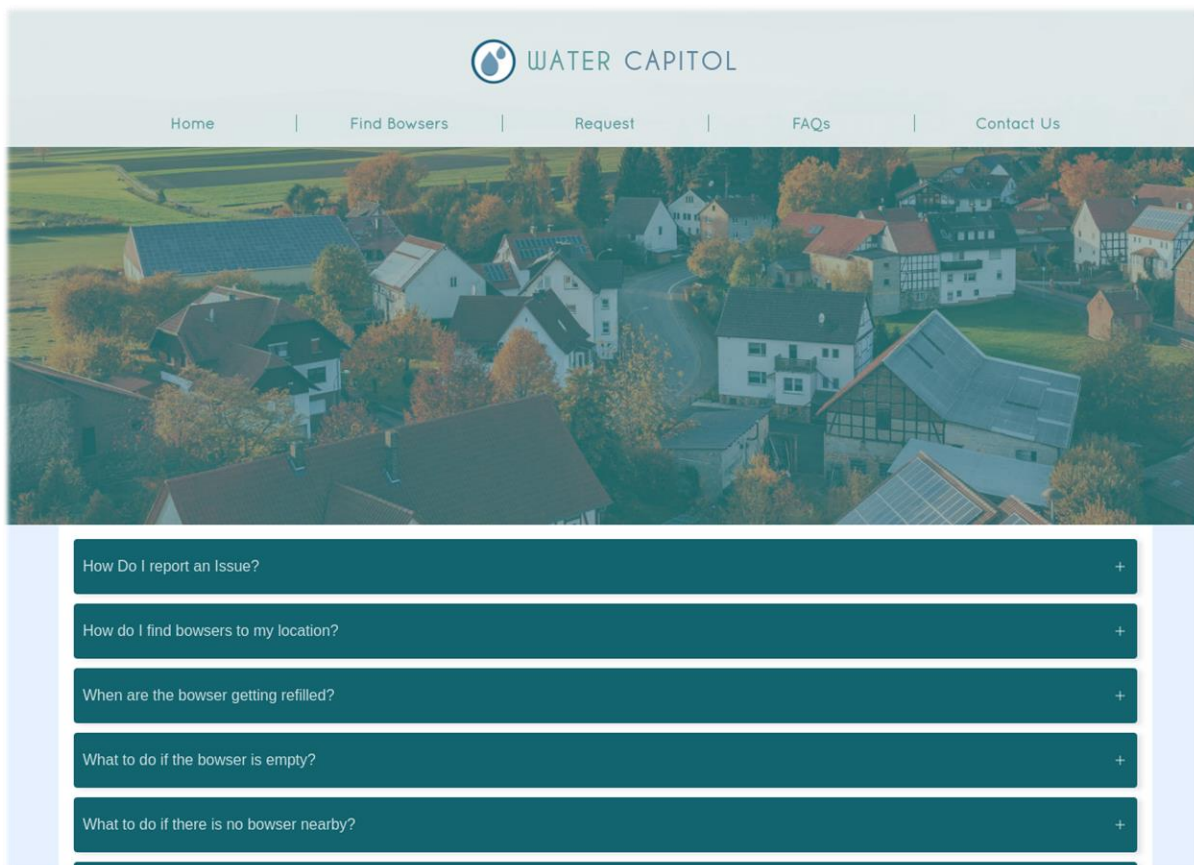 WATER CAPITOL
Home | Find Bowsers | Request | FAQs | Contact Us
How Do I report an Issue? +
How do I find bowsers to my location? +
When are the bowser getting refilled? +
What to do if the bowser is empty? +
What to do if there is no bowser nearby? +